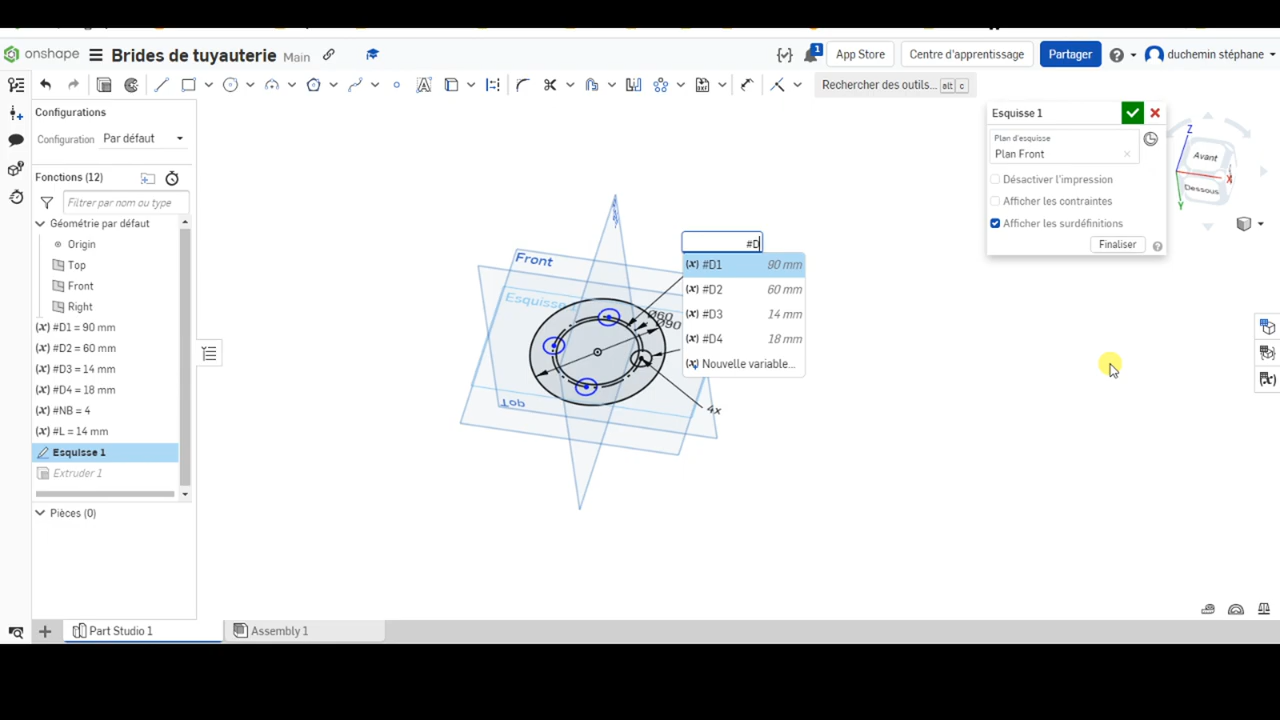 onshape
Brides de tuyauterie Main
1
App Store
Centre d'apprentissage
Partager
duchemin stéphane
Rechercher des outils... alt c
Configurations
Configuration Par défaut
Fonctions (12)
Filtrer par nom ou type
Géométrie par défaut
Origin
Top
Front
Right
(x) #D1 = 90 mm
(x) #D2 = 60 mm
(x) #D3 = 14 mm
(x) #D4 = 18 mm
(x) #NB = 4
(x) #L = 14 mm
Esquisse 1
Extruder 1
Pièces (0)
Front
Esquisse 1
Top
Ø60
Ø90
4x
#D
(x) #D1 90 mm
(x) #D2 60 mm
(x) #D3 14 mm
(x) #D4 18 mm
(x) Nouvelle variable...
Esquisse 1
Plan d'esquisse
Plan Front
Désactiver l'impression
Afficher les contraintes
Afficher les surdéfinitions
Finaliser
Z
Avant
X
Dessous
Y
Part Studio 1
Assembly 1